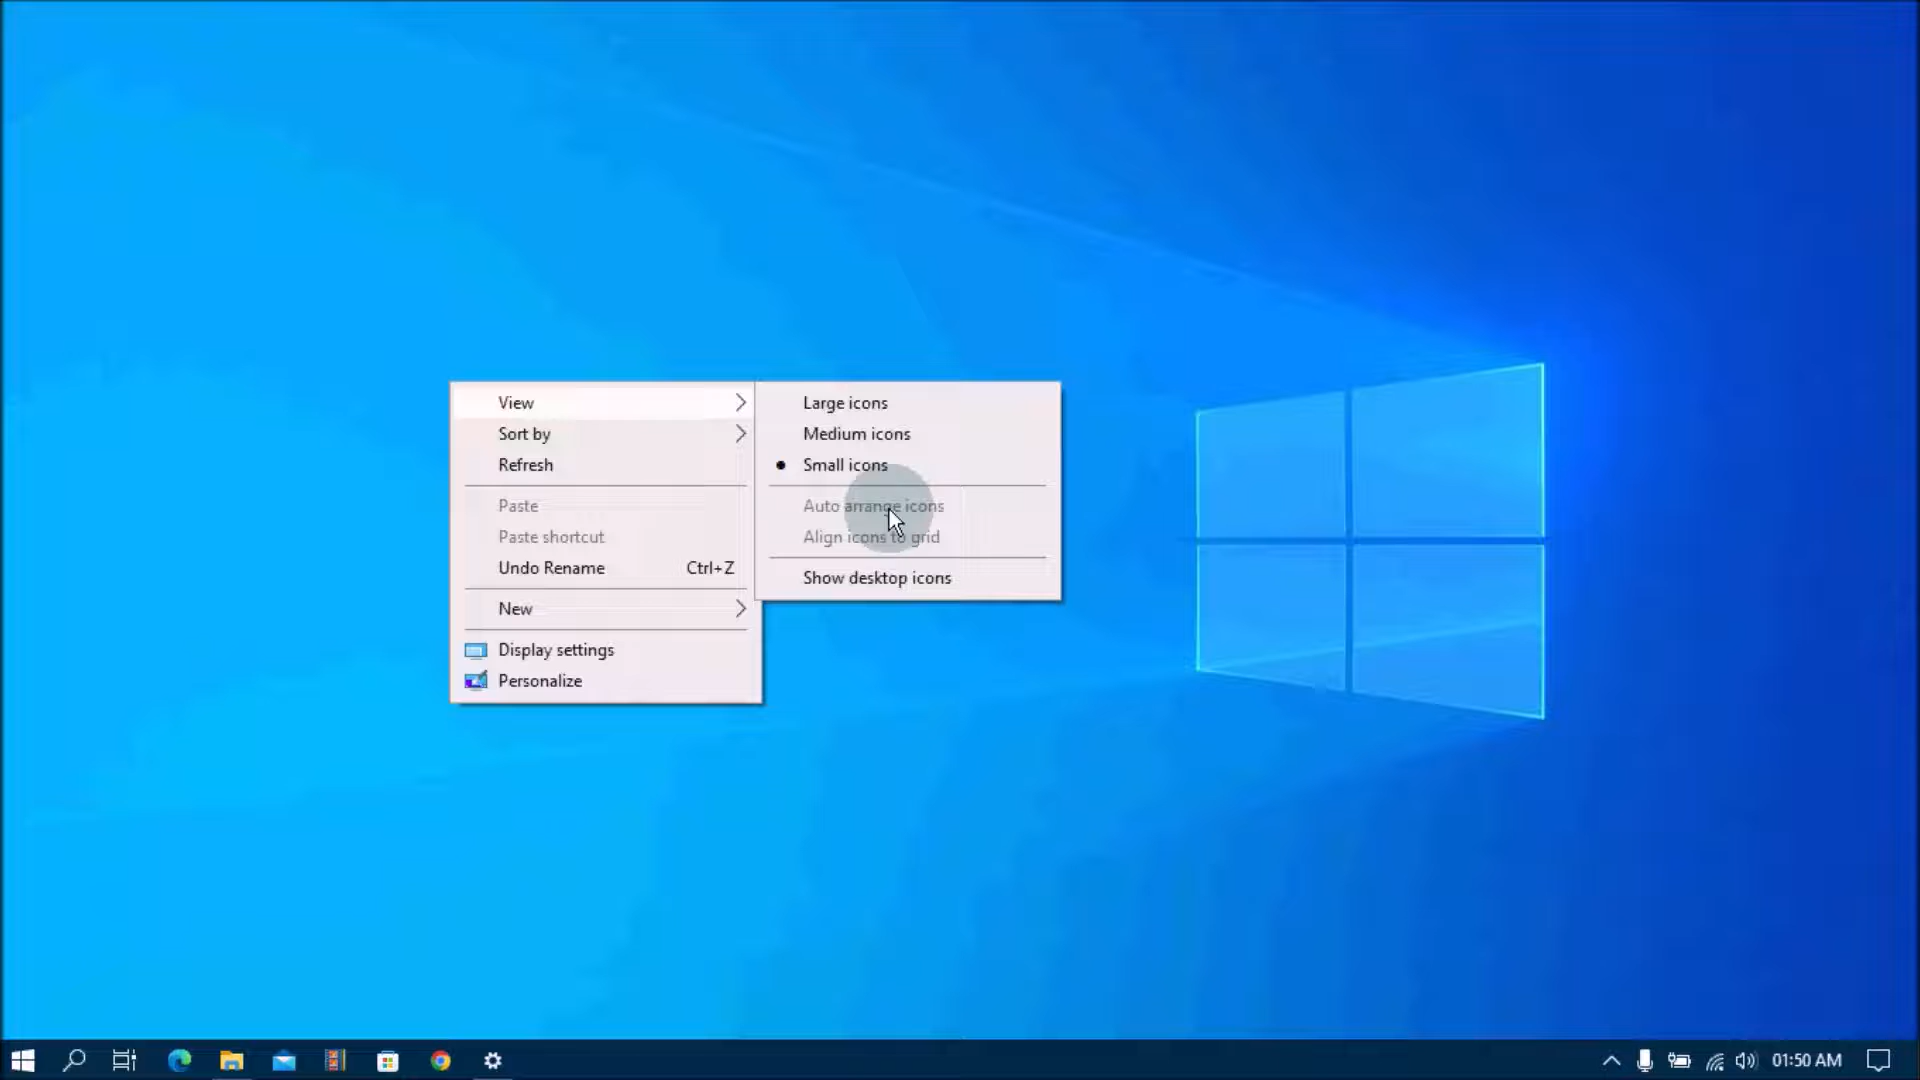 View
Sort by
Refresh
Paste
Paste shortcut
Undo Rename Ctrl+Z
New
Display settings
Personalize
Large icons
Medium icons
Small icons
Auto arrange icons
Align icons to grid
Show desktop icons
01:50 AM